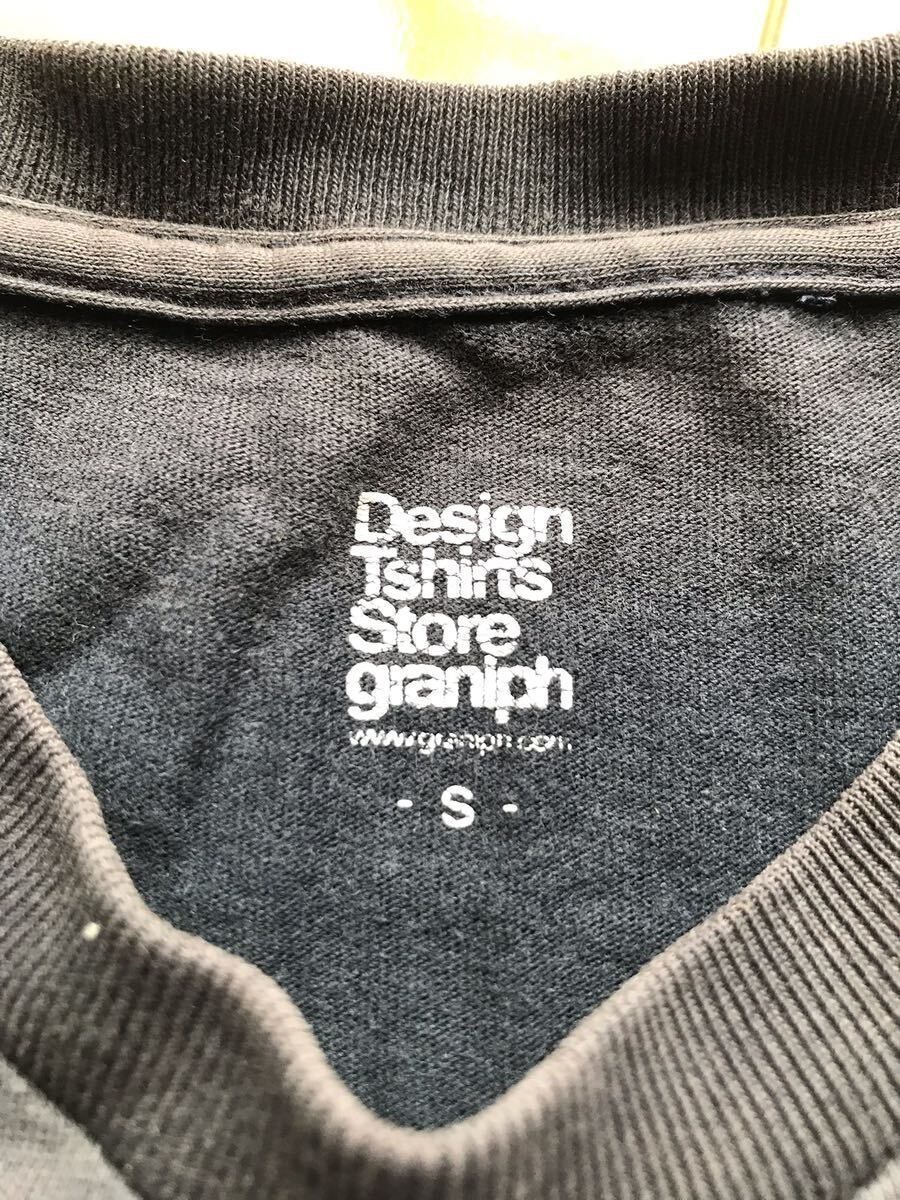 Design
Tshirts
Store
graniph
www.graniph.com
- S -